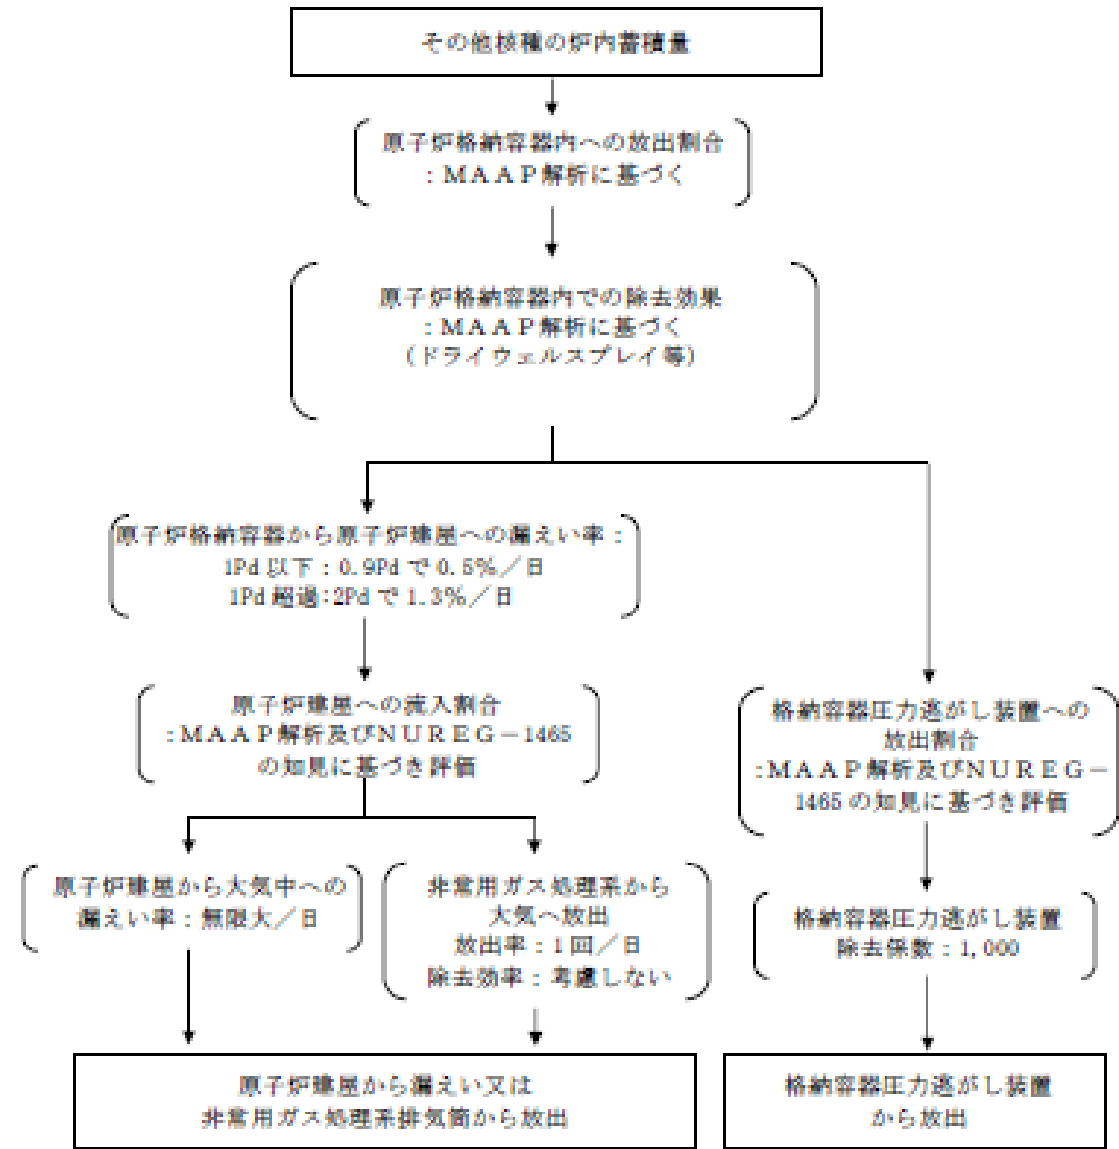 その他核種の炉内蓄積量
原子炉格納容器内への放出割合
：ＭＡＡＰ解析に基づく
原子炉格納容器内での除去効果
：ＭＡＡＰ解析に基づく
（ドライウェルスプレイ等）
原子炉格納容器から原子炉建屋への漏えい率：
1Pd 以下：0.9Pd で 0.5％／日
1Pd 超過：2Pd で 1.3％／日
原子炉建屋への流入割合
：ＭＡＡＰ解析及びＮＵＲＥＧ－1465
の知見に基づき評価
格納容器圧力逃がし装置への
放出割合
：ＭＡＡＰ解析及びＮＵＲＥＧ－
1465 の知見に基づき評価
原子炉建屋から大気中への
漏えい率：無限大／日
非常用ガス処理系から
大気へ放出
放出率：1 回／日
除去効率：考慮しない
格納容器圧力逃がし装置
除去係数：1,000
原子炉建屋から漏えい又は
非常用ガス処理系排気筒から放出
格納容器圧力逃がし装置
から放出